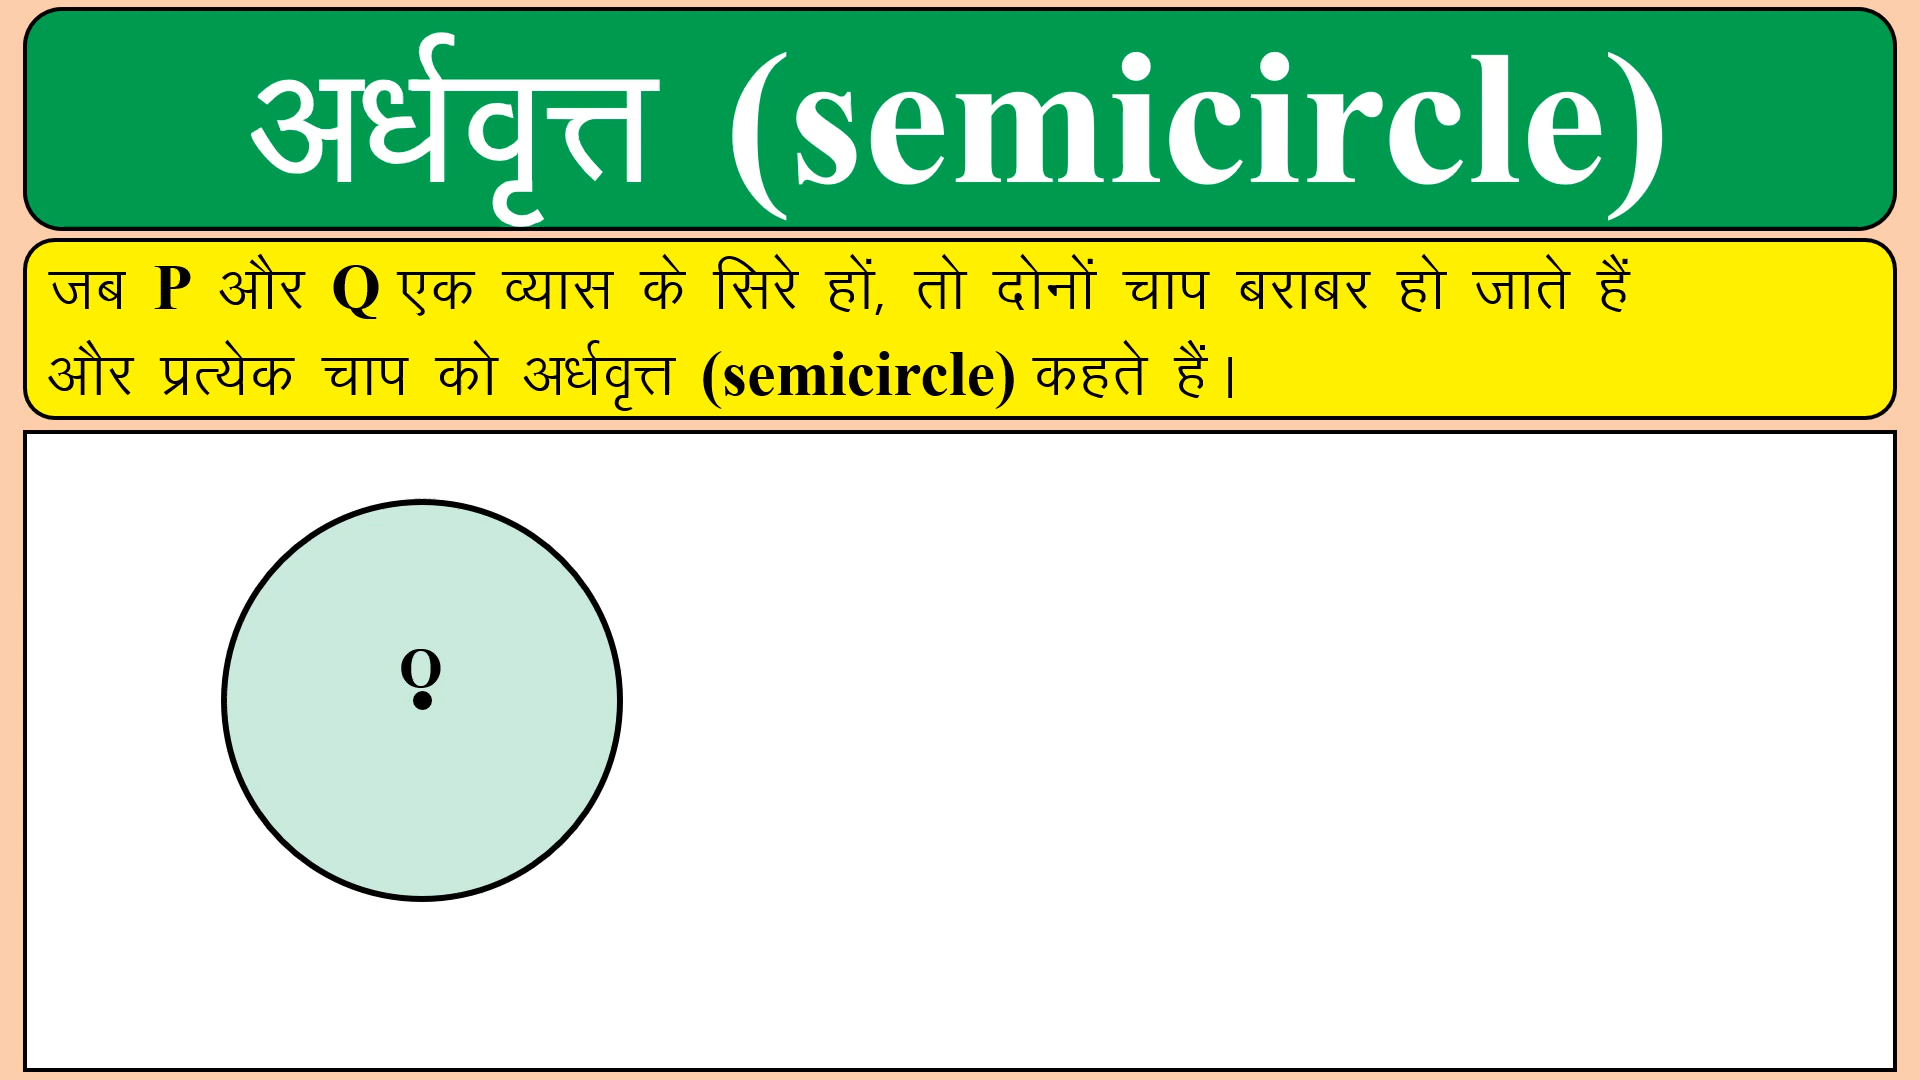 अर्धवृत्त (semicircle)
जब P और Q एक व्यास के सिरे हों, तो दोनों चाप बराबर हो जाते हैं
और प्रत्येक चाप को अर्धवृत्त (semicircle) कहते हैं।
O